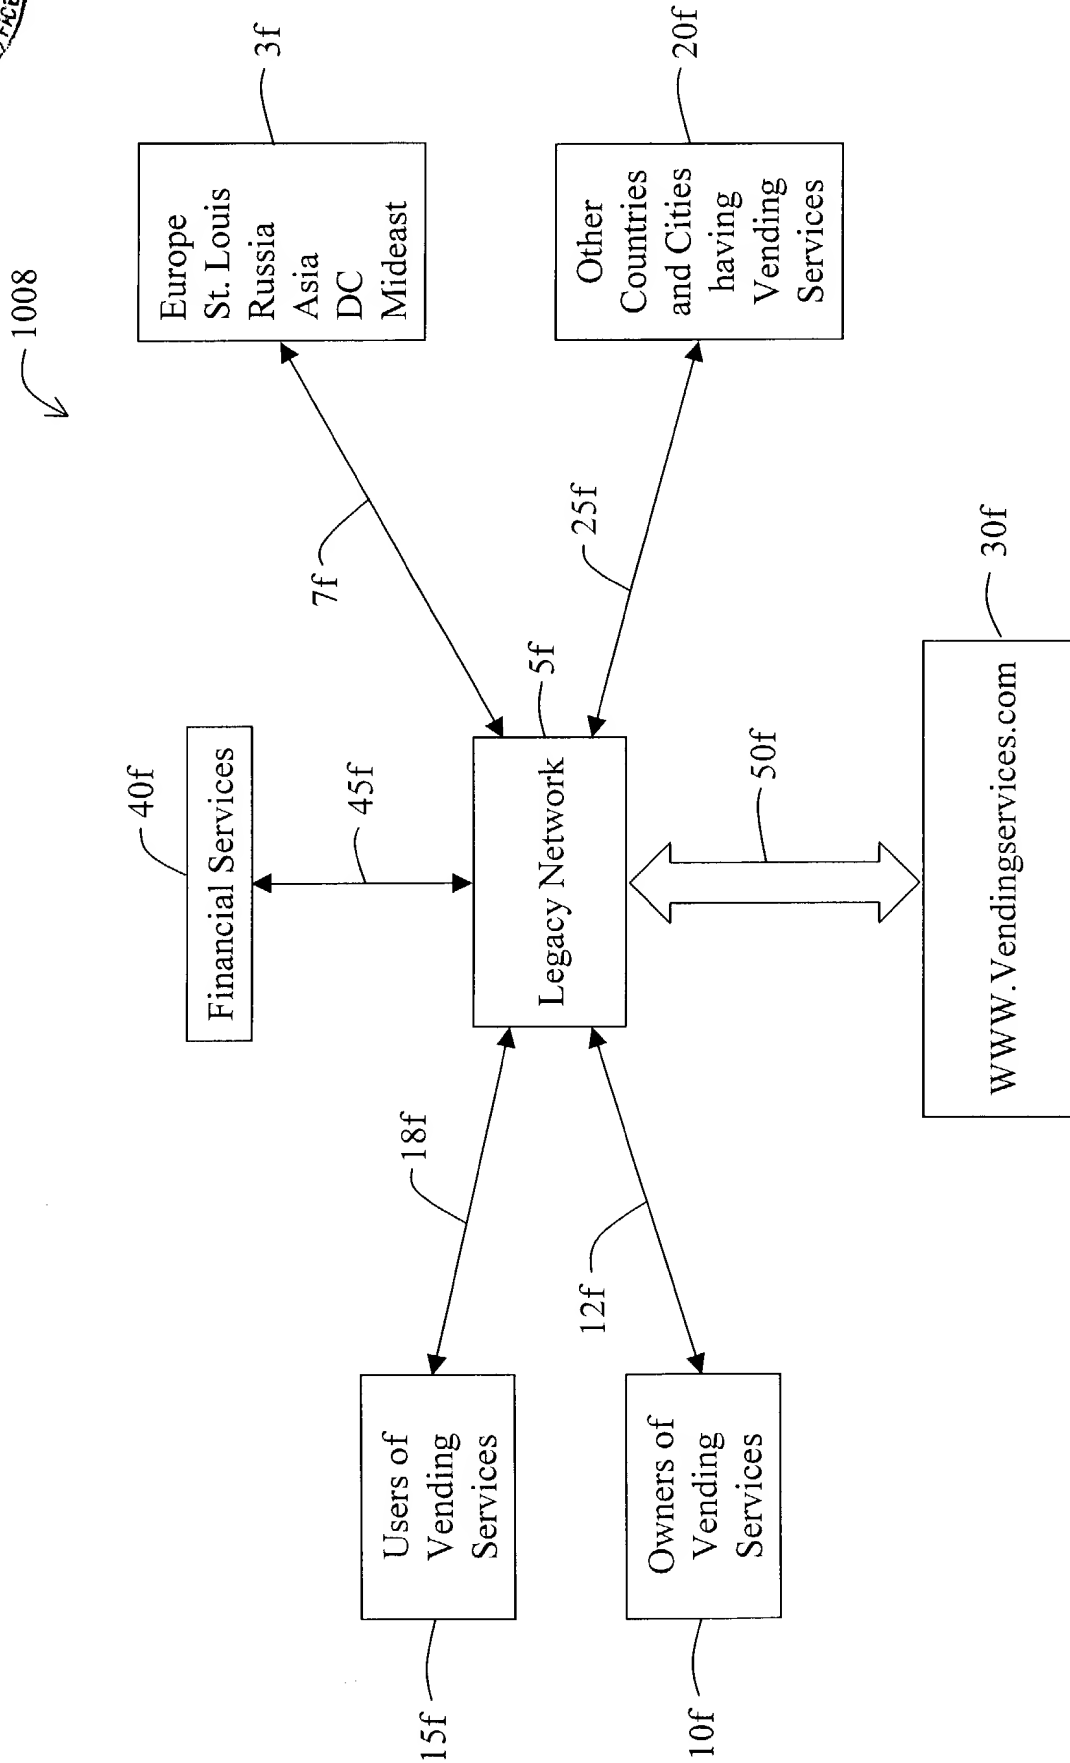 1008
40f
Financial Services
45f
3f
Europe
St. Louis
Russia
Asia
DC
Mideast
7f
15f
Users of
Vending
Services
18f
5f
Legacy Network
25f
20f
Other
Countries
and Cities
having
Vending
Services
10f
Owners of
Vending
Services
12f
50f
30f
WWW.Vendingservices.com